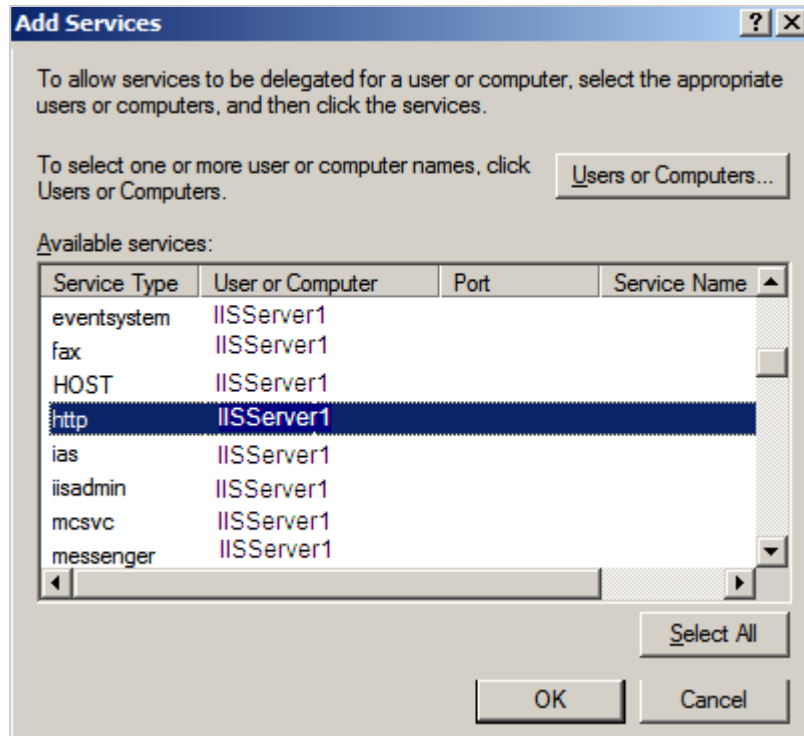 Add Services
To allow services to be delegated for a user or computer, select the appropriate
users or computers, and then click the services.
To select one or more user or computer names, click
Users or Computers.
Users or Computers...
Available services:
Service Type User or Computer Port Service Name
eventsystem IISServer1
fax IISServer1
HOST IISServer1
http IISServer1
ias IISServer1
iisadmin IISServer1
mcsvc IISServer1
messenger IISServer1
Select All
OK Cancel